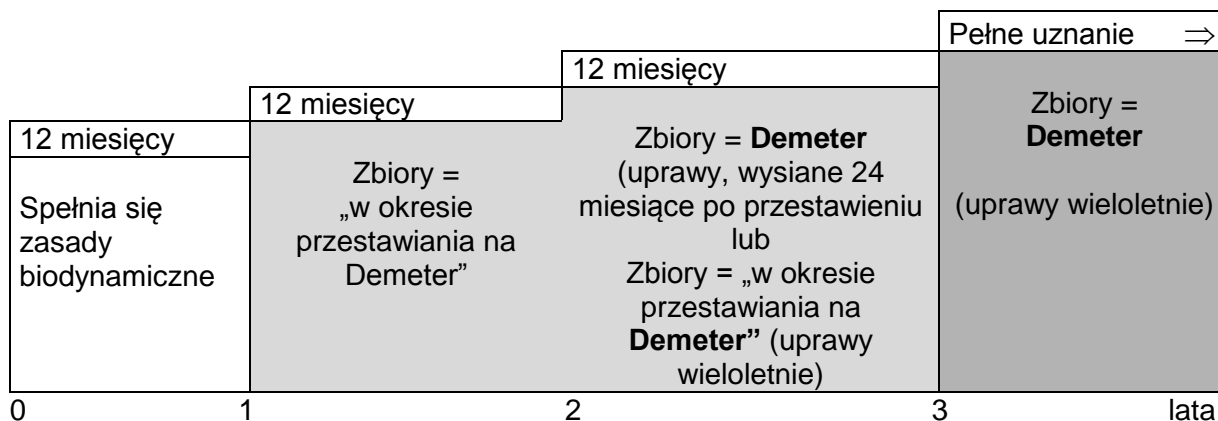 12 miesięcy
Spełnia się
zasady
biodynamiczne
12 miesięcy
Zbiory =
„w okresie
przestawiania na
Demeter”
12 miesięcy
Zbiory = Demeter
(uprawy, wysiane 24
miesiące po przestawieniu
lub
Zbiory = „w okresie
przestawiania na
Demeter” (uprawy
wieloletnie)
Pełne uznanie ⇒
Zbiory =
Demeter
(uprawy wieloletnie)
0 1 2 3 lata